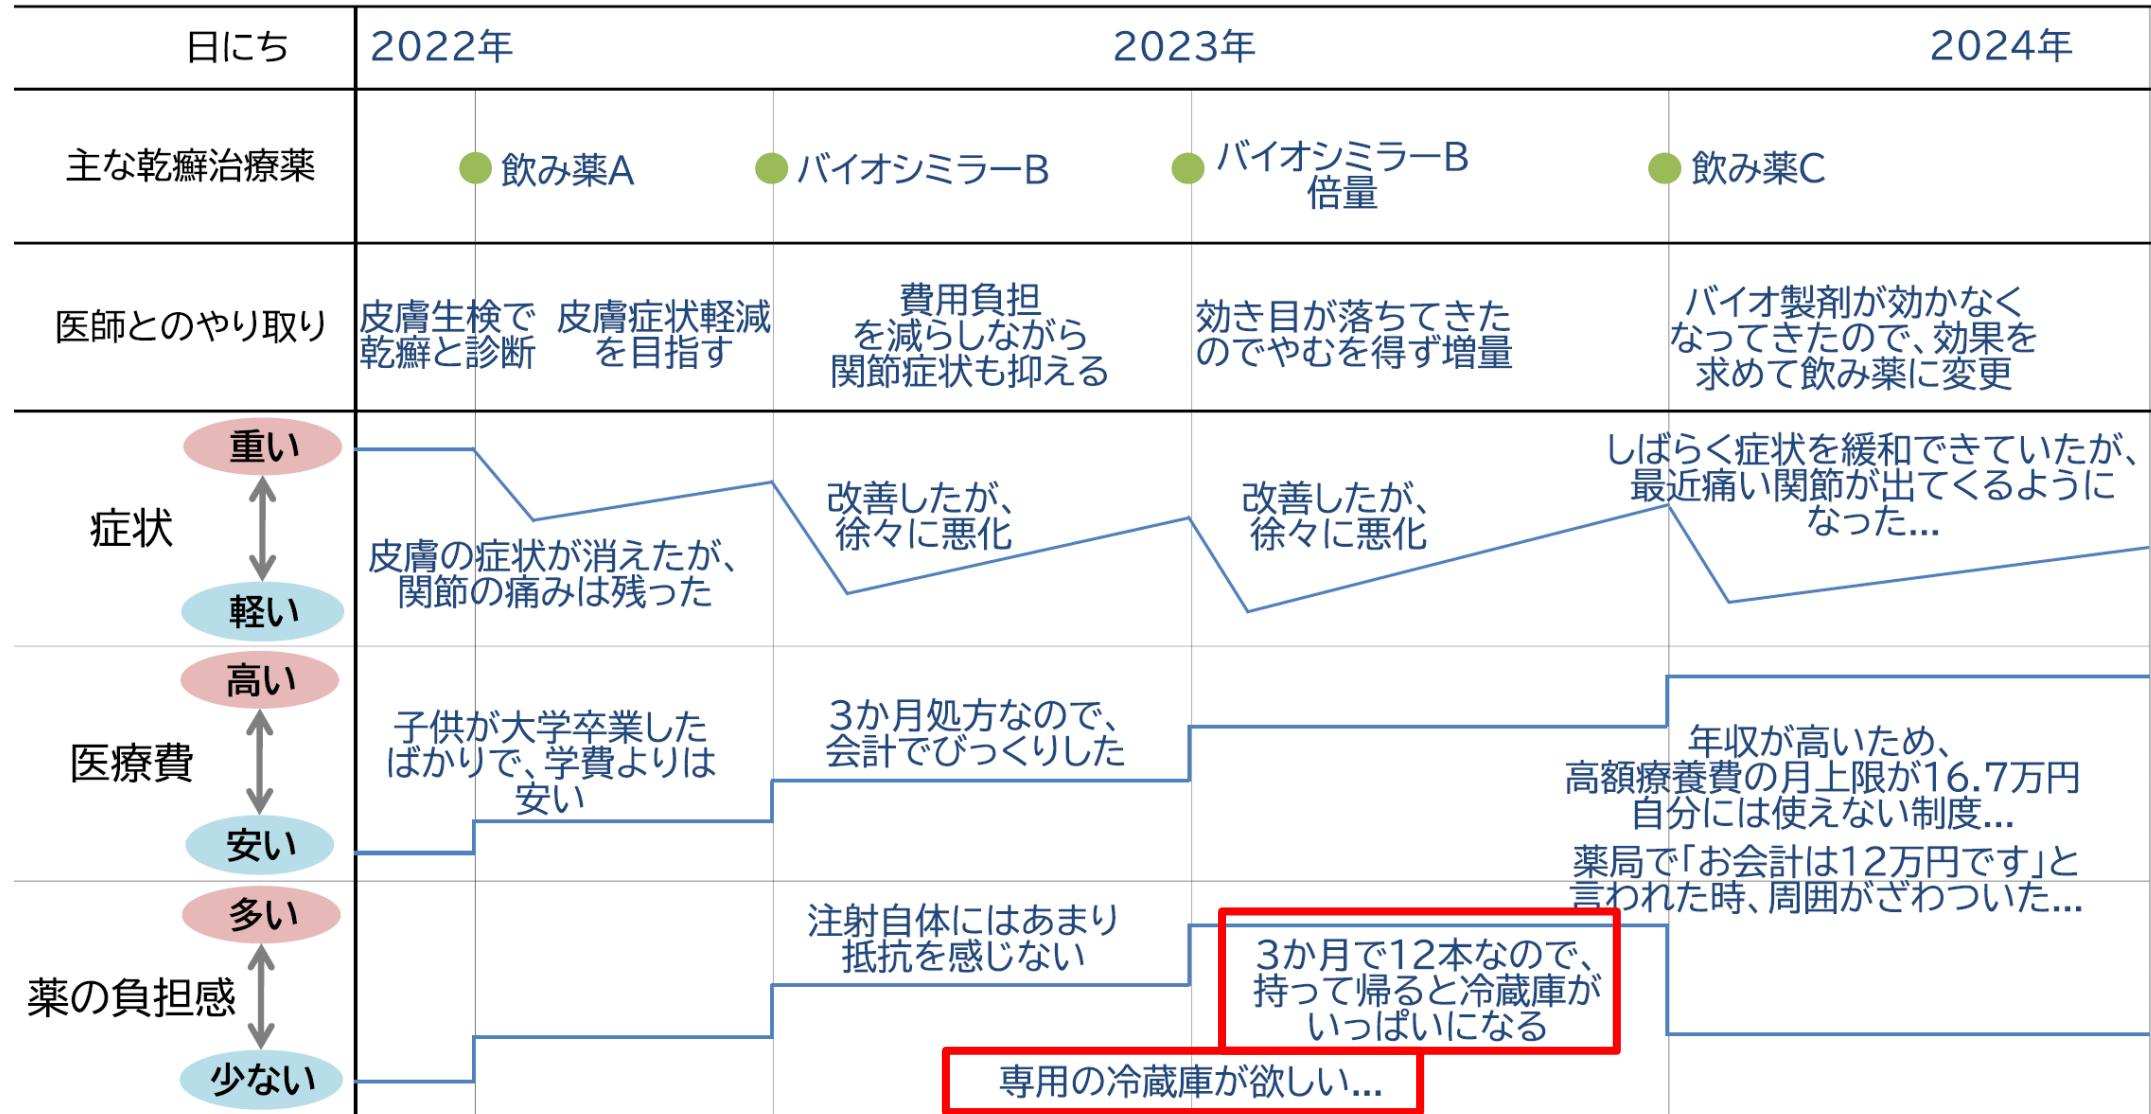 日にち
2022年
2023年
2024年
主な乾癬治療薬
飲み薬A
バイオシミラーB
バイオシミラーB
倍量
飲み薬C
医師とのやり取り
皮膚生検で
乾癬と診断
皮膚症状軽減
を目指す
費用負担
を減らしながら
関節症状も抑える
効き目が落ちてきた
のでやむを得ず増量
バイオ製剤が効かなく
なってきたので、効果を
求めて飲み薬に変更
症状
重い
軽い
皮膚の症状が消えたが、
関節の痛みは残った
改善したが、
徐々に悪化
改善したが、
徐々に悪化
しばらく症状を緩和できていたが、
最近痛い関節が出てくるように
なった…
医療費
高い
安い
子供が大学卒業した
ばかりで、学費よりは
安い
3か月処方なので、
会計でびっくりした
年収が高いため、
高額療養費の月上限が16.7万円
自分には使えない制度…
薬局で「お会計は12万円です」と
言われた時、周囲がざわついた…
薬の負担感
多い
少ない
注射自体にはあまり
抵抗を感じない
3か月で12本なので、
持って帰ると冷蔵庫が
いっぱいになる
専用の冷蔵庫が欲しい…